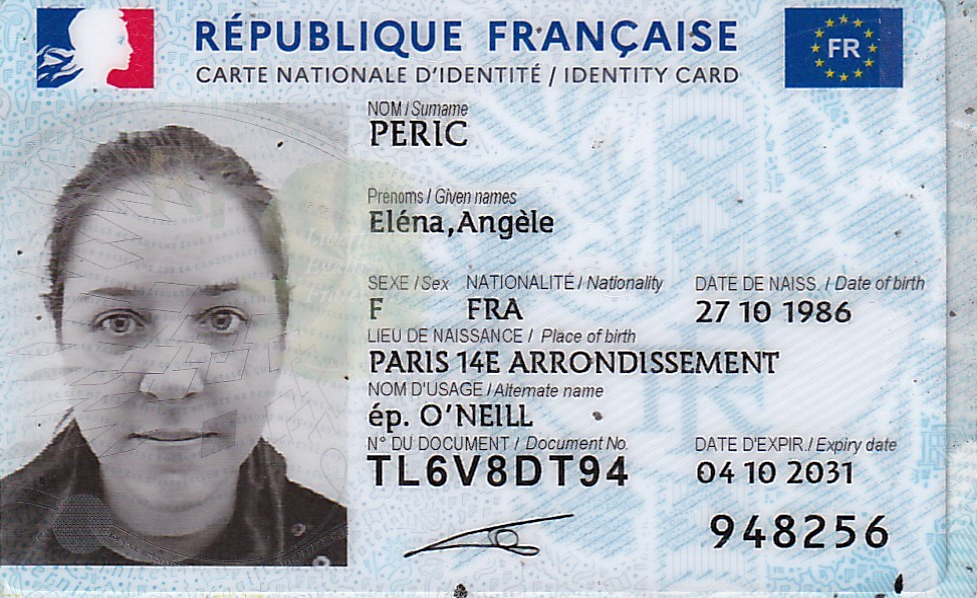 RÉPUBLIQUE FRANÇAISE
FR
CARTE NATIONALE D'IDENTITÉ / IDENTITY CARD
NOM / Surname
PERIC
Prénoms / Given names
Eléna,Angèle
SEXE / Sex NATIONALITÉ / Nationality DATE DE NAISS. / Date of birth
F FRA 27 10 1986
LIEU DE NAISSANCE / Place of birth
PARIS 14E ARRONDISSEMENT
NOM D'USAGE / Alternate name
ép. O'NEILL
N° DU DOCUMENT / Document No. DATE D'EXPIR. / Expiry date
TL6V8DT94 04 10 2031
948256